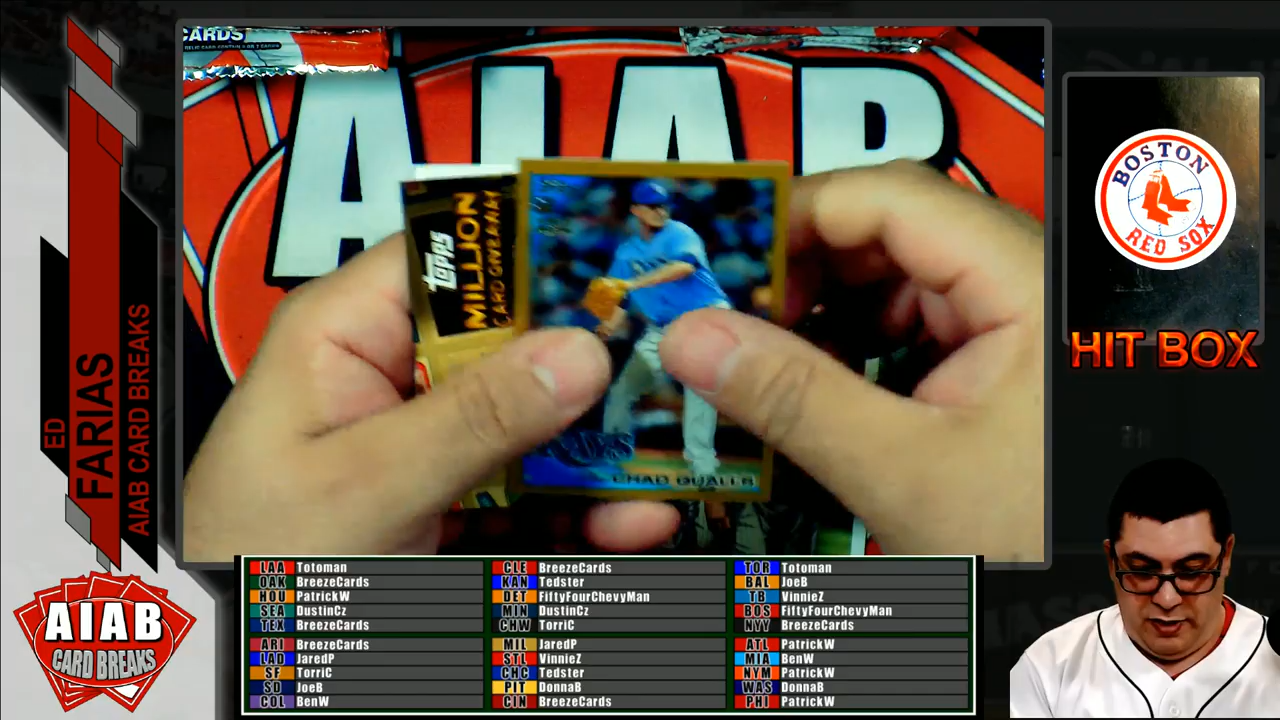 CARDS
AIAB
TOPPS
MILLION
CARD GIVEAWAY
RAYS
CHAD QUALLS
BOSTON
RED SOX
HIT BOX
ED
FARIAS
AIAB CARD BREAKS
AIAB
CARD BREAKS
LAA Totoman
OAK BreezeCards
HOU PatrickW
SEA DustinCz
TEX BreezeCards
ARI BreezeCards
LAD JaredP
SF TorriC
SD JoeB
COL BenW
CLE BreezeCards
KAN Tedster
DET FiftyFourChevyMan
MIN DustinCz
CHW TorriC
MIL JaredP
STL VinnieZ
CHC Tedster
PIT DonnaB
CIN BreezeCards
TOR Totoman
BAL JoeB
TB VinnieZ
BOS FiftyFourChevyMan
NYY BreezeCards
ATL PatrickW
MIA BenW
NYM PatrickW
WAS DonnaB
PHI PatrickW